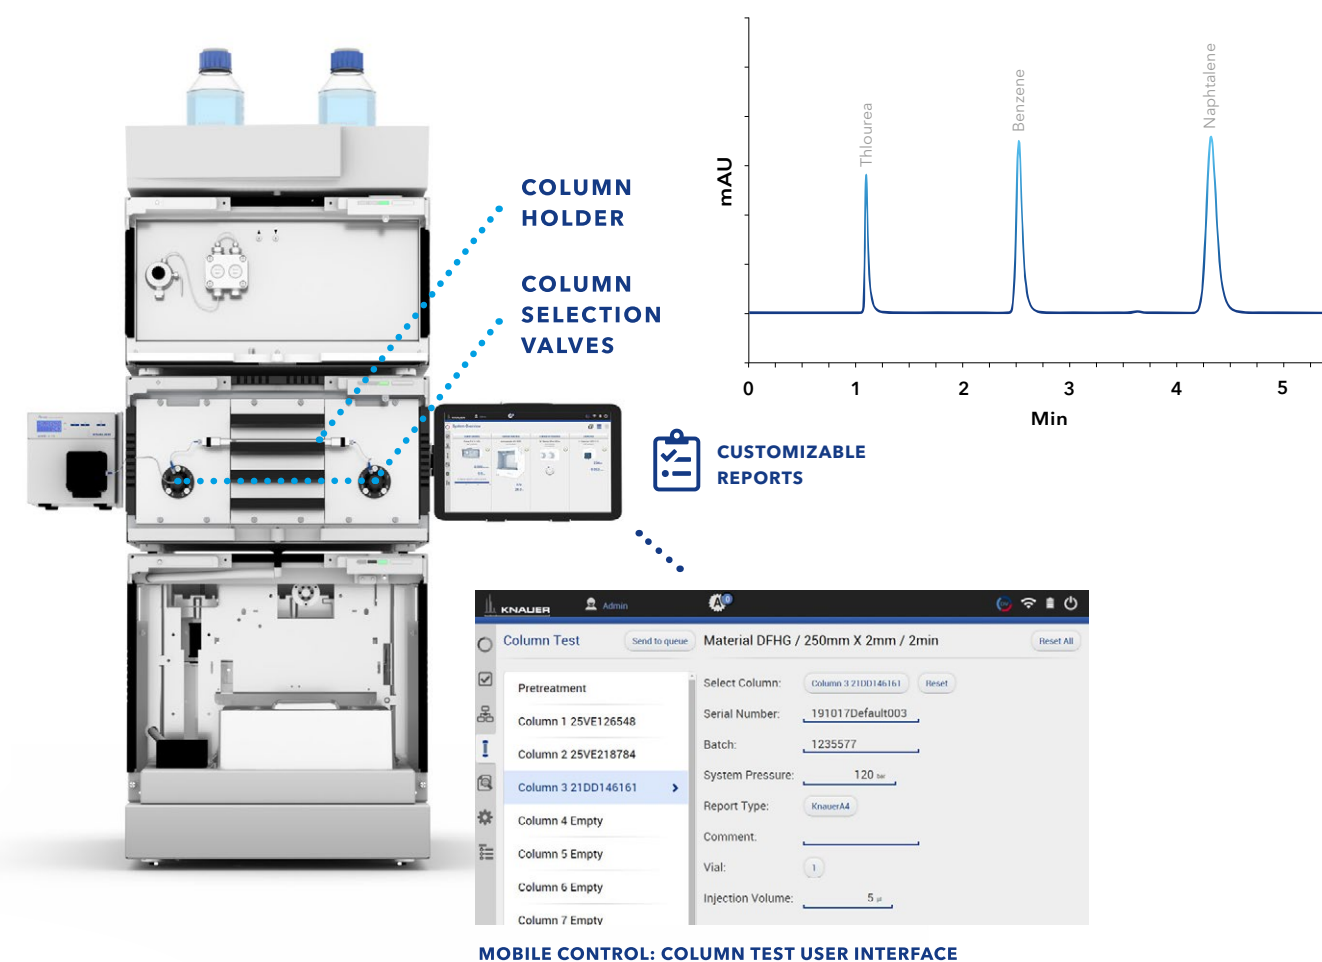 COLUMN
HOLDER
COLUMN
SELECTION
VALVES
mAU
Thlourea
Benzene
Naphtalene
0 1 2 3 4 5
Min
CUSTOMIZABLE
REPORTS
KNAUER Admin
Column Test Send to queue Material DFHG / 250mm X 2mm / 2min Reset All
Pretreatment
Column 1 25VE126548
Column 2 25VE218784
Column 3 21DD146161
Column 4 Empty
Column 5 Empty
Column 6 Empty
Column 7 Empty
Select Column: Column 3 21DD146161 Reset
Serial Number: 191017Default003
Batch: 1235577
System Pressure: 120 bar
Report Type: KnauerA4
Comment:
Vial: 1
Injection Volume: 5
MOBILE CONTROL: COLUMN TEST USER INTERFACE